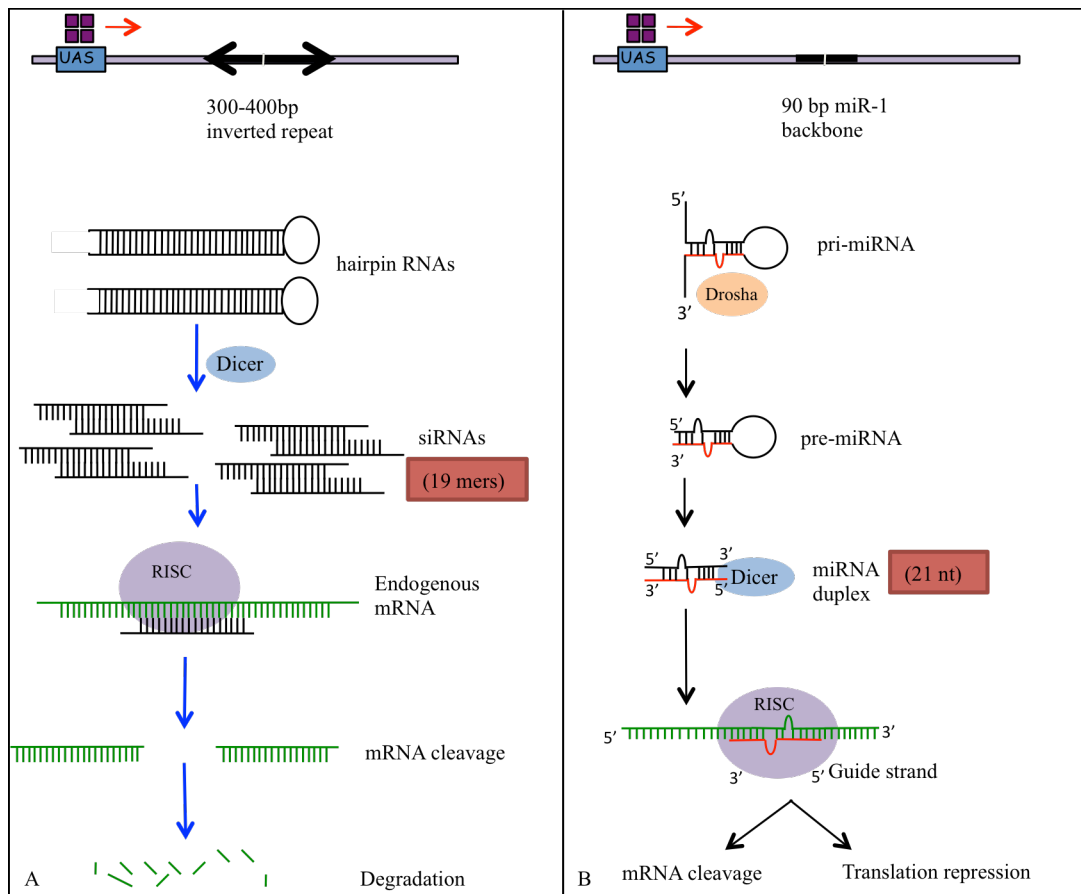 UAS
300-400bp
inverted repeat
hairpin RNAs
Dicer
siRNAs
(19 mers)
RISC
Endogenous
mRNA
mRNA cleavage
Degradation
A
UAS
90 bp miR-1
backbone
5’
pri-miRNA
Drosha
3’
5’
pre-miRNA
3’
5’
3’
Dicer
miRNA
duplex
(21 nt)
3’
5’
RISC
5’
3’
3’
5’
Guide strand
mRNA cleavage
Translation repression
B